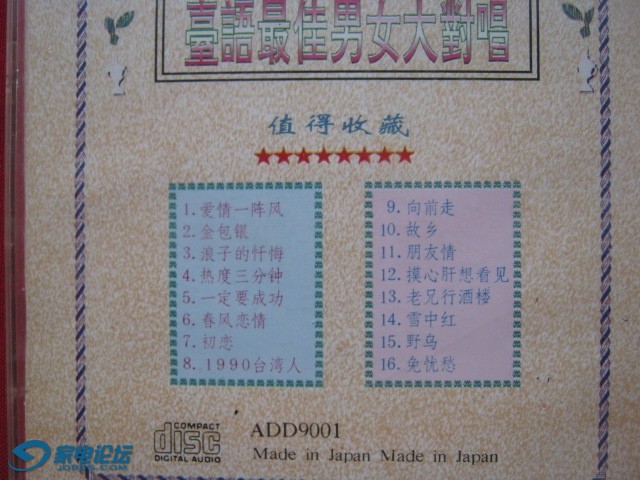 臺語最佳男女大對唱
值得收藏
1. 爱情一阵风
2. 金包银
3. 浪子的忏悔
4. 热度三分钟
5. 一定要成功
6. 春风恋情
7. 初恋
8. 1990台湾人
9. 向前走
10. 故乡
11. 朋友情
12. 摸心肝想看见
13. 老兄行酒楼
14. 雪中红
15. 野鸟
16. 免忧愁
COMPACT
disc
DIGITAL AUDIO
ADD9001
Made in Japan Made in Japan
家电论坛
JDBBS.COM